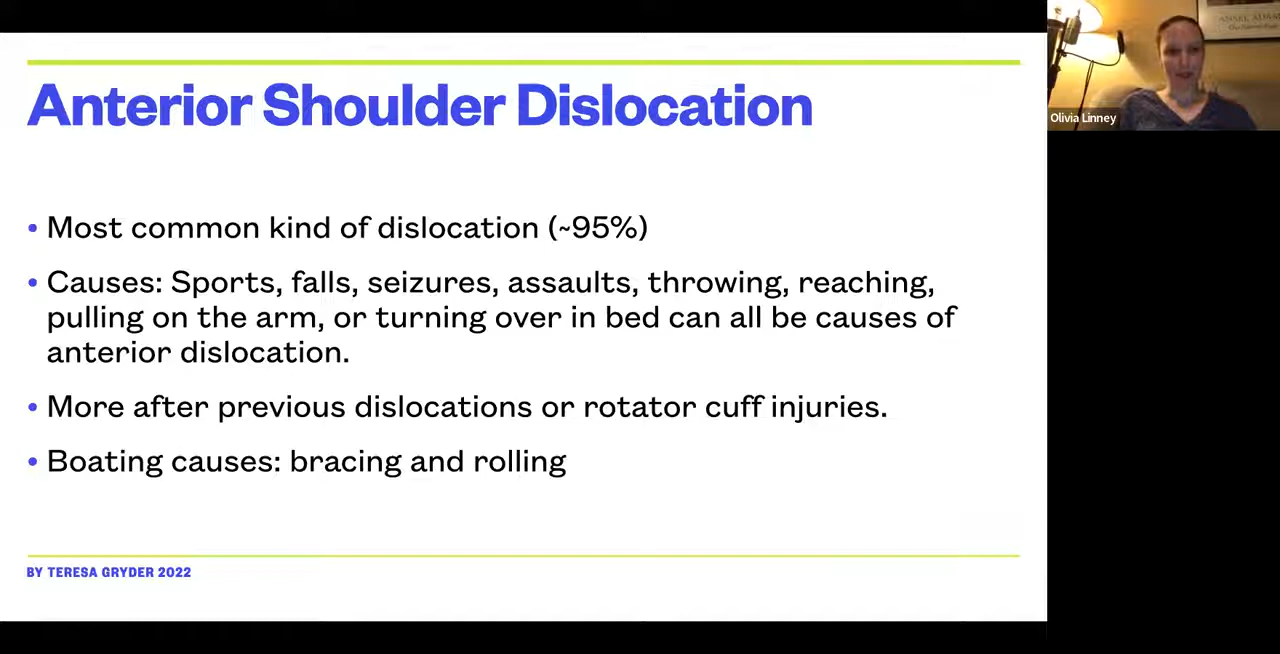 Anterior Shoulder Dislocation
• Most common kind of dislocation (~95%)
• Causes: Sports, falls, seizures, assaults, throwing, reaching,
pulling on the arm, or turning over in bed can all be causes of
anterior dislocation.
• More after previous dislocations or rotator cuff injuries.
• Boating causes: bracing and rolling
BY TERESA GRYDER 2022
ANSEL ADAMS
Olivia Linney